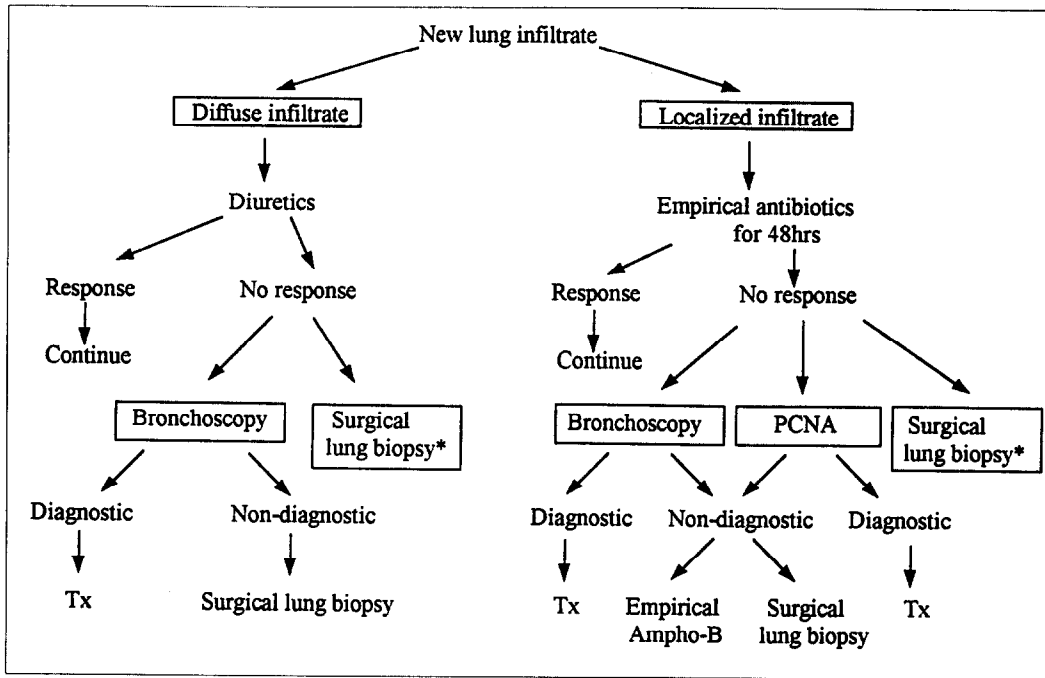 New lung infiltrate
Diffuse infiltrate
Localized infiltrate
Diuretics
Empirical antibiotics
for 48hrs
Response
No response
Response
No response
Continue
Continue
Bronchoscopy
Surgical
lung biopsy*
Bronchoscopy
PCNA
Surgical
lung biopsy*
Diagnostic
Non-diagnostic
Diagnostic
Non-diagnostic
Diagnostic
Tx
Surgical lung biopsy
Tx
Empirical
Ampho-B
Surgical
lung biopsy
Tx